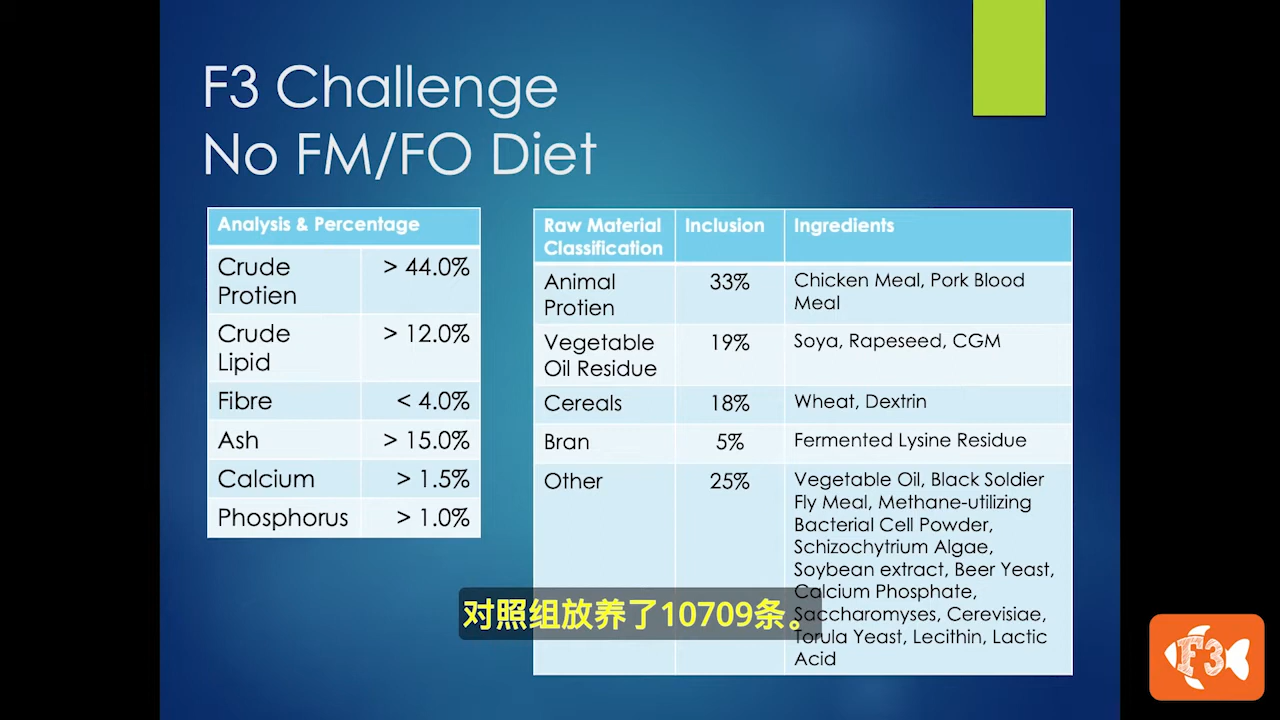 F3 Challenge
No FM/FO Diet
Analysis & Percentage
Crude Protien > 44.0%
Crude Lipid > 12.0%
Fibre < 4.0%
Ash > 15.0%
Calcium > 1.5%
Phosphorus > 1.0%
Raw Material Classification Inclusion Ingredients
Animal Protien 33% Chicken Meal, Pork Blood Meal
Vegetable Oil Residue 19% Soya, Rapeseed, CGM
Cereals 18% Wheat, Dextrin
Bran 5% Fermented Lysine Residue
Other 25% Vegetable Oil, Black Soldier
Fly Meal, Methane-utilizing
Bacterial Cell Powder,
Schizochytrium Algae,
Soybean extract, Beer Yeast,
Calcium Phosphate,
Saccharomyses, Cerevisiae,
Torula Yeast, Lecithin, Lactic
Acid
对照组放养了10709条。
F3